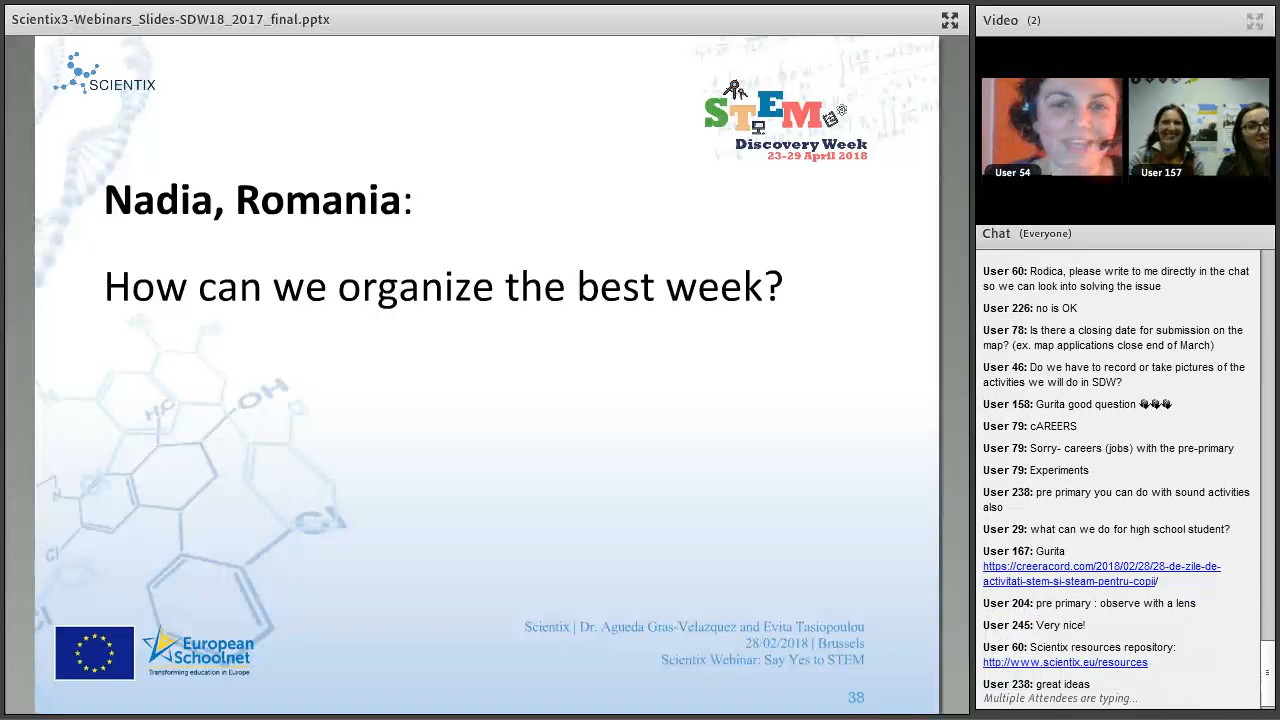 Scientix3-Webinars_Slides-SDW18_2017_final.pptx
SCIENTIX
STEM
Discovery Week
23-29 April 2018
Nadia, Romania:
How can we organize the best week?
OH
H₃C
Cl
Cl
European
Schoolnet
Transforming education in Europe
Scientix | Dr. Agueda Gras-Velazquez and Evita Tasiopoulou
28/02/2018 | Brussels
Scientix Webinar: Say Yes to STEM
38
Video (2)
User 54
User 157
Chat (Everyone)
User 60: Rodica, please write to me directly in the chat
so we can look into solving the issue
User 226: no is OK
User 78: Is there a closing date for submission on the
map? (ex. map applications close end of March)
User 46: Do we have to record or take pictures of the
activities we will do in SDW?
User 158: Gurita good question 👏👏👏
User 79: cAREERS
User 79: Sorry- careers (jobs) with the pre-primary
User 79: Experiments
User 238: pre primary you can do with sound activities
also
User 29: what can we do for high school student?
User 167: Gurita
https://creeracord.com/2018/02/28/28-de-zile-de-
activitati-stem-si-steam-pentru-copii/
User 204: pre primary : observe with a lens
User 245: Very nice!
User 60: Scientix resources repository:
http://www.scientix.eu/resources
User 238: great ideas
Multiple Attendees are typing...